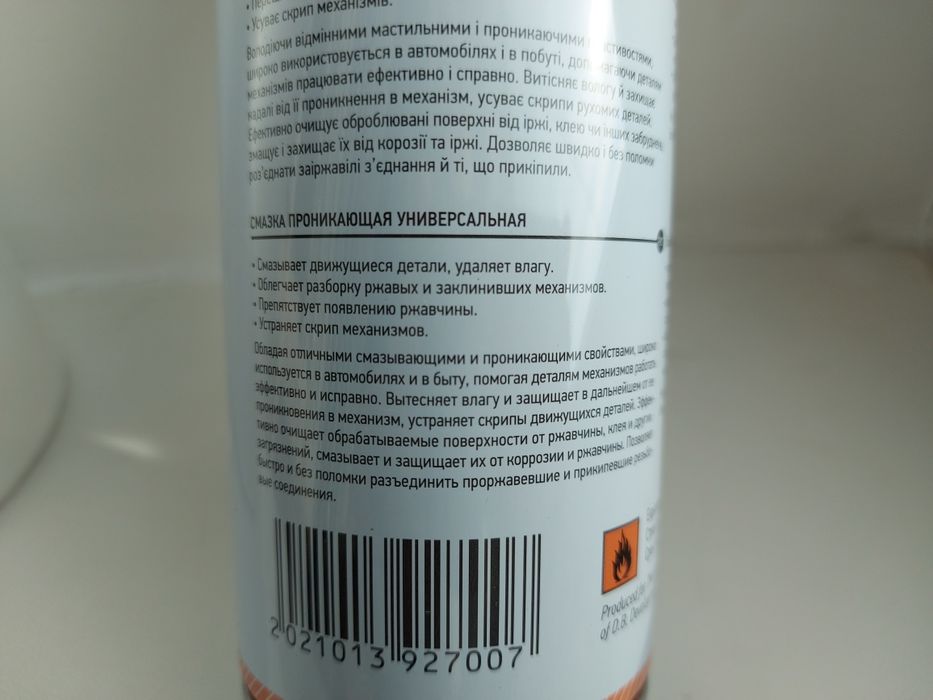 • Усуває скрип механізмів.
Володіючи відмінними мастильними і проникаючими
широко використовується в автомобілях і в побуті, деталям
механізмів працювати ефективно і справно. Витісняє вологу й захищає
надалі від її проникнення в механізм, усуває скрипи рухомих деталей.
Ефективно очищує оброблювані поверхні від іржі, клею чи інших
змащує і захищає їх від корозії та іржі. Дозволяє швидко і без поломки
роз'єднати заіржавілі з'єднання й ті, що прикіпили.
СМАЗКА ПРОНИКАЮЩАЯ УНИВЕРСАЛЬНАЯ
• Смазывает движущиеся детали, удаляет влагу.
• Облегчает разборку ржавых и заклинивших механизмов.
• Препятствует появлению ржавчины.
• Устраняет скрип механизмов.
Обладая отличными смазывающими и проникающими свойствами, широко
используется в автомобилях и в быту, помогая деталям механизмов работать
эффективно и исправно. Вытесняет влагу и защищает в дальнейшем от ее
проникновения в механизм, устраняет скрипы движущихся деталей. Эффек-
тивно очищает обрабатываемые поверхности от ржавчины, клея и других
загрязнений, смазывает и защищает их от коррозии и ржавчины. Позволяет
быстро и без поломки разъединить проржавевшие и прикипевшие резьбо-
вые соединения.
2021013 927007
Produced for
of D.B.